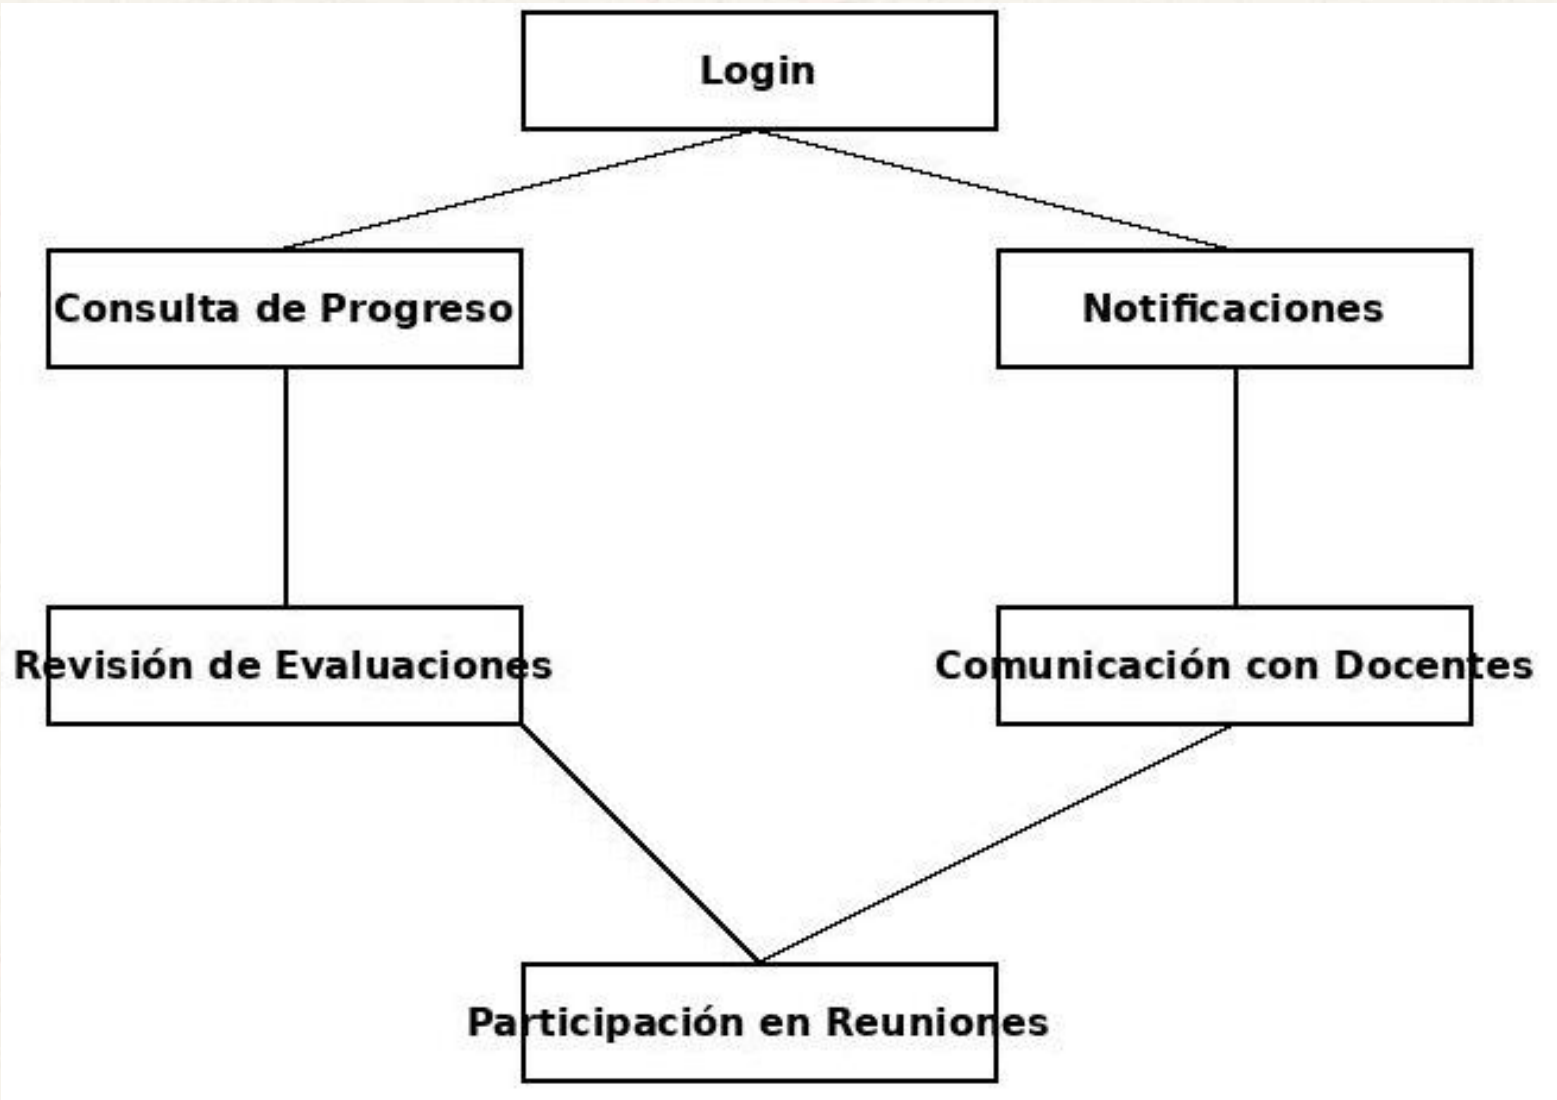 Login
Consulta de Progreso
Notificaciones
Revisión de Evaluaciones
Comunicación con Docentes
Participación en Reuniones